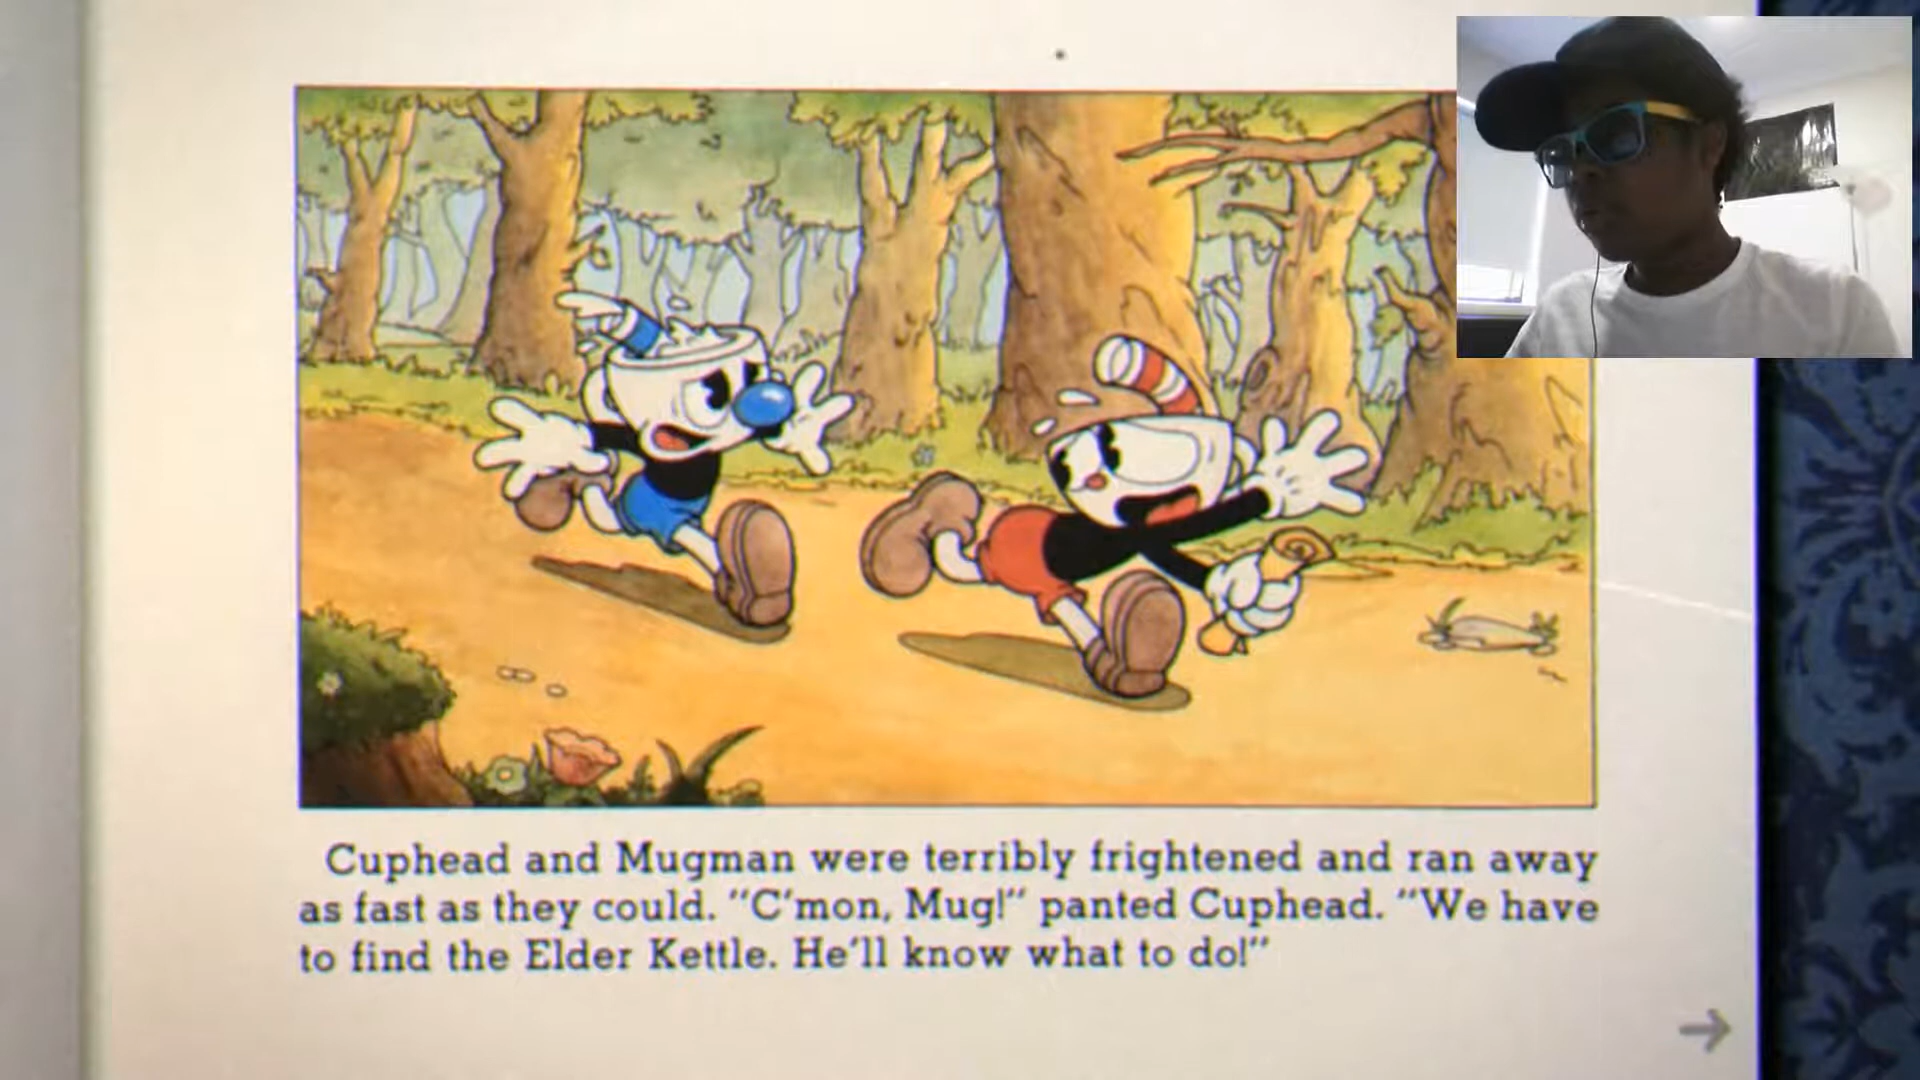 Cuphead and Mugman were terribly frightened and ran away
as fast as they could. "C'mon, Mug!" panted Cuphead. "We have
to find the Elder Kettle. He'll know what to do!"